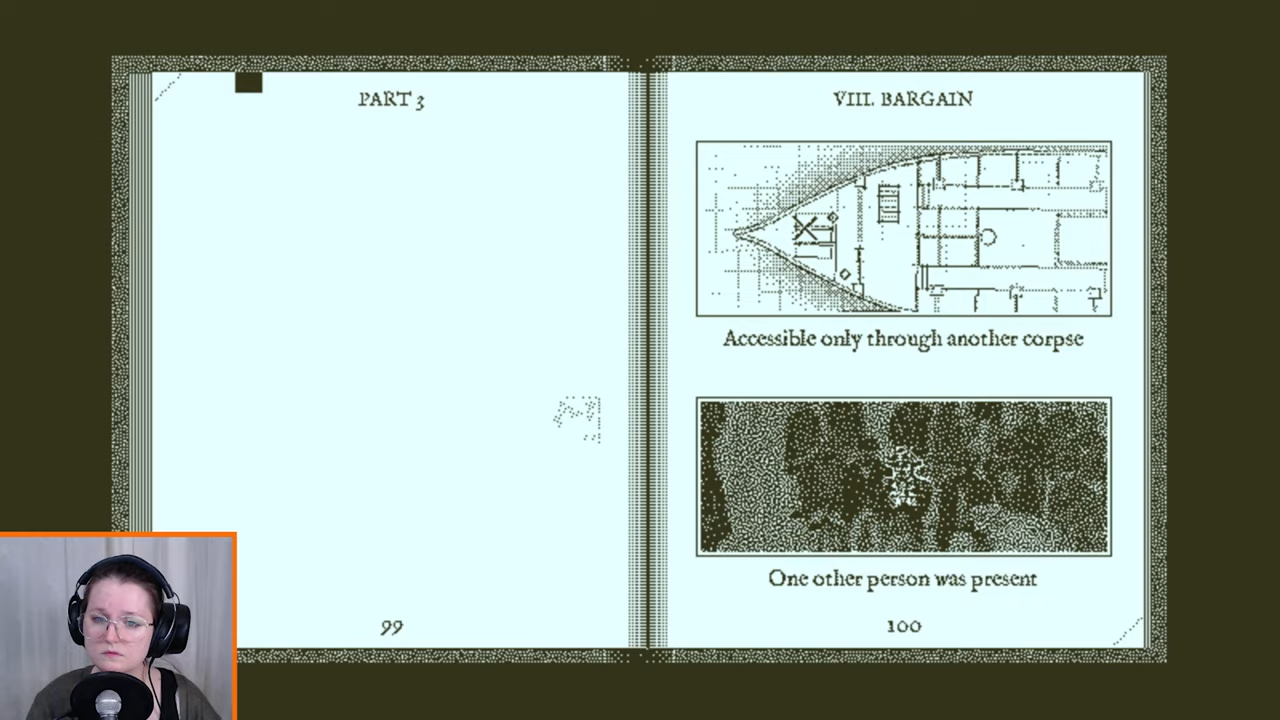 PART 3
99
VIII. BARGAIN
Accessible only through another corpse
One other person was present
100